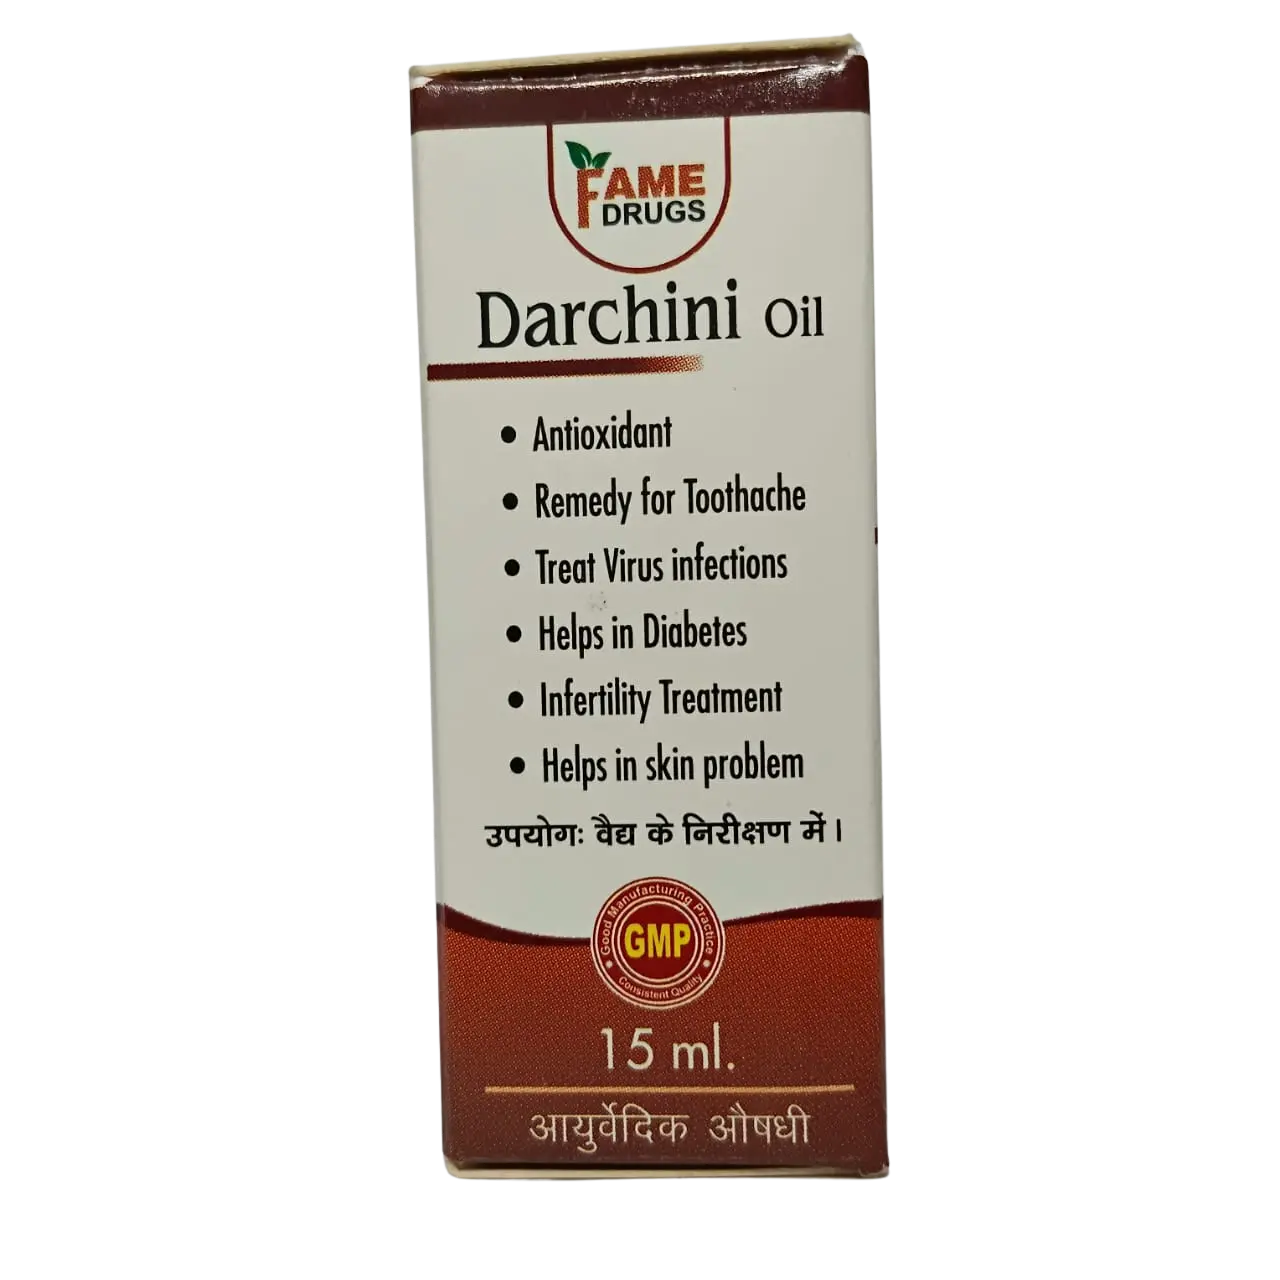 FAME
DRUGS
Darchini Oil
• Antioxidant
• Remedy for Toothache
• Treat Virus infections
• Helps in Diabetes
• Infertility Treatment
• Helps in skin problem
उपयोगः वैद्य के निरीक्षण में।
Good Manufacturing Practice
GMP
Consistent Quality
15 ml.
आयुर्वेदिक औषधी